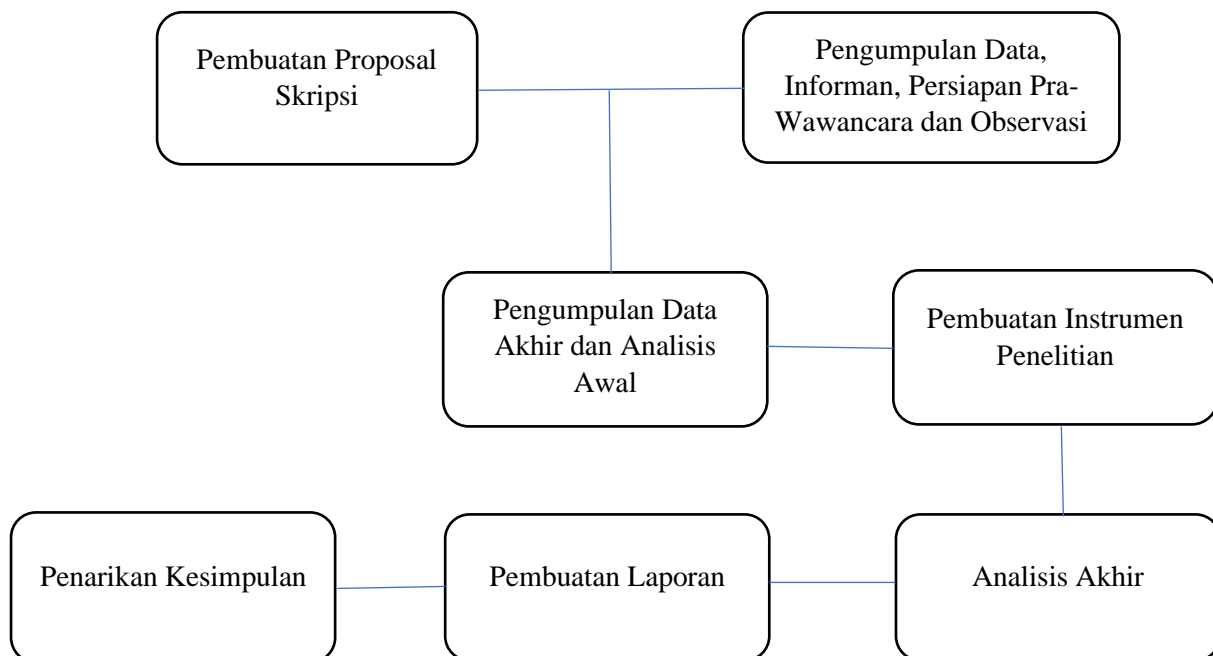 Pembuatan Proposal
Skripsi
Pengumpulan Data,
Informan, Persiapan Pra-
Wawancara dan Observasi
Pengumpulan Data
Akhir dan Analisis
Awal
Pembuatan Instrumen
Penelitian
Penarikan Kesimpulan
Pembuatan Laporan
Analisis Akhir